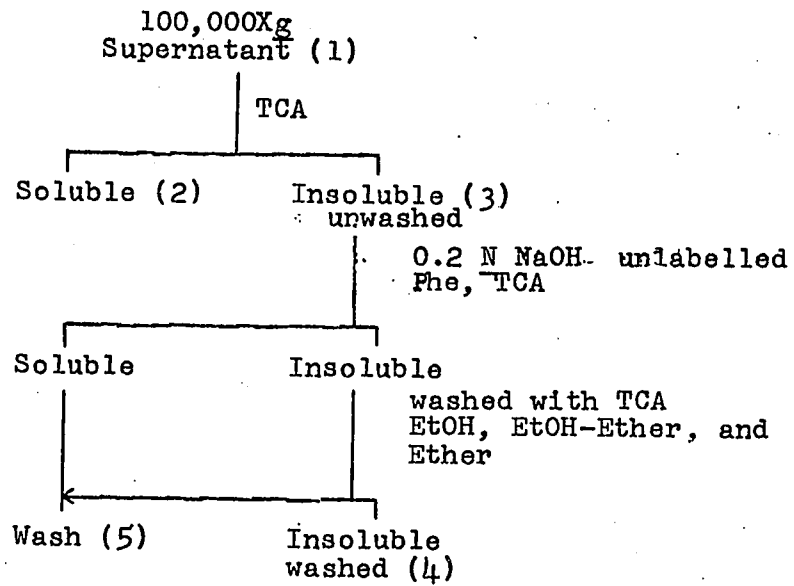 100,000Xg
Supernatant (1)
TCA
Soluble (2)
Insoluble (3)
unwashed
0.2 N NaOH- unlabelled
Phe, TCA
Soluble
Insoluble
washed with TCA
EtOH, EtOH-Ether, and
Ether
Wash (5)
Insoluble
washed (4)